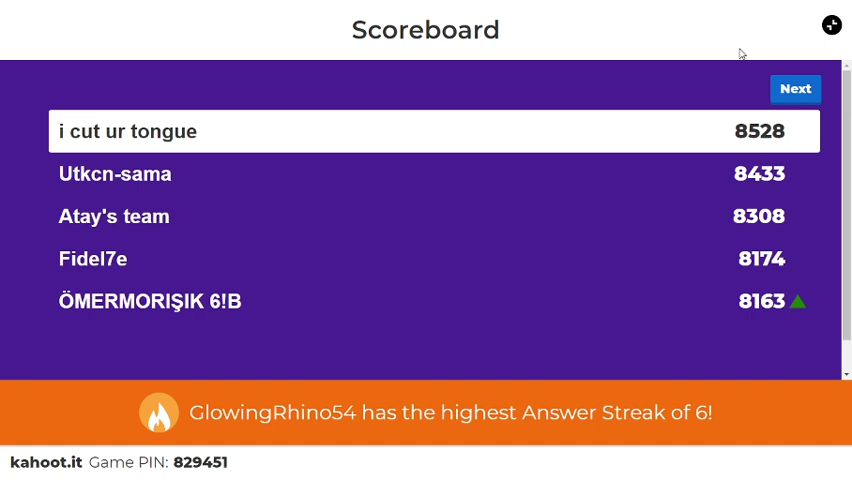 Scoreboard
Next
i cut ur tongue 8528
Utkcn-sama 8433
Atay's team 8308
Fidel7e 8174
ÖMERMORIŞIK 6!B 8163
GlowingRhino54 has the highest Answer Streak of 6!
kahoot.it Game PIN: 829451